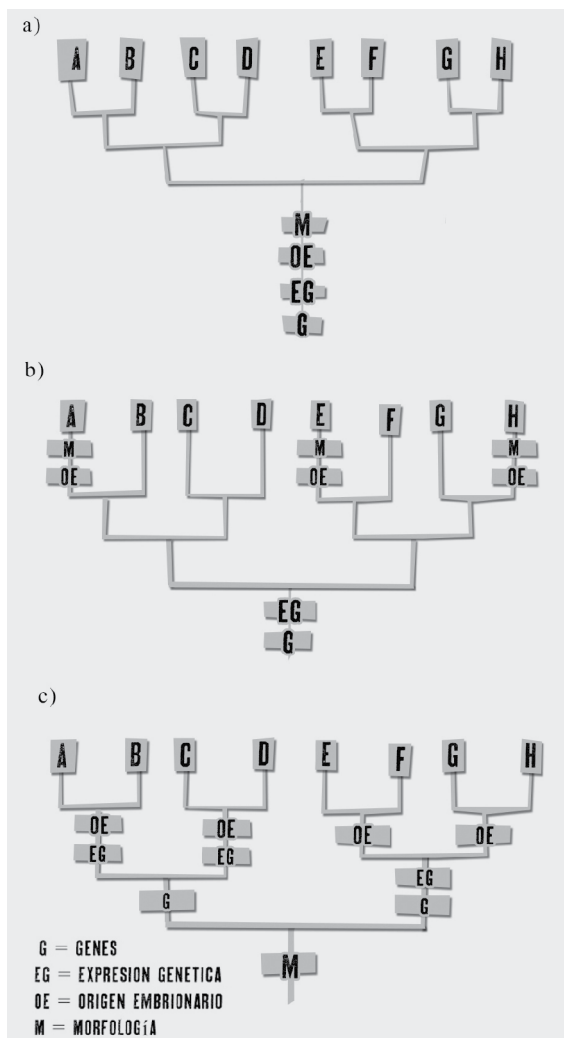 a)
A B C D E F G H
M
OE
EG
G
b)
A B C D E F G H
M M M
OE OE OE
EG
G
c)
A B C D E F G H
OE OE OE OE
EG EG
EG
G G
M
G = GENES
EG = EXPRESION GENETICA
OE = ORIGEN EMBRIONARIO
M = MORFOLOGíA